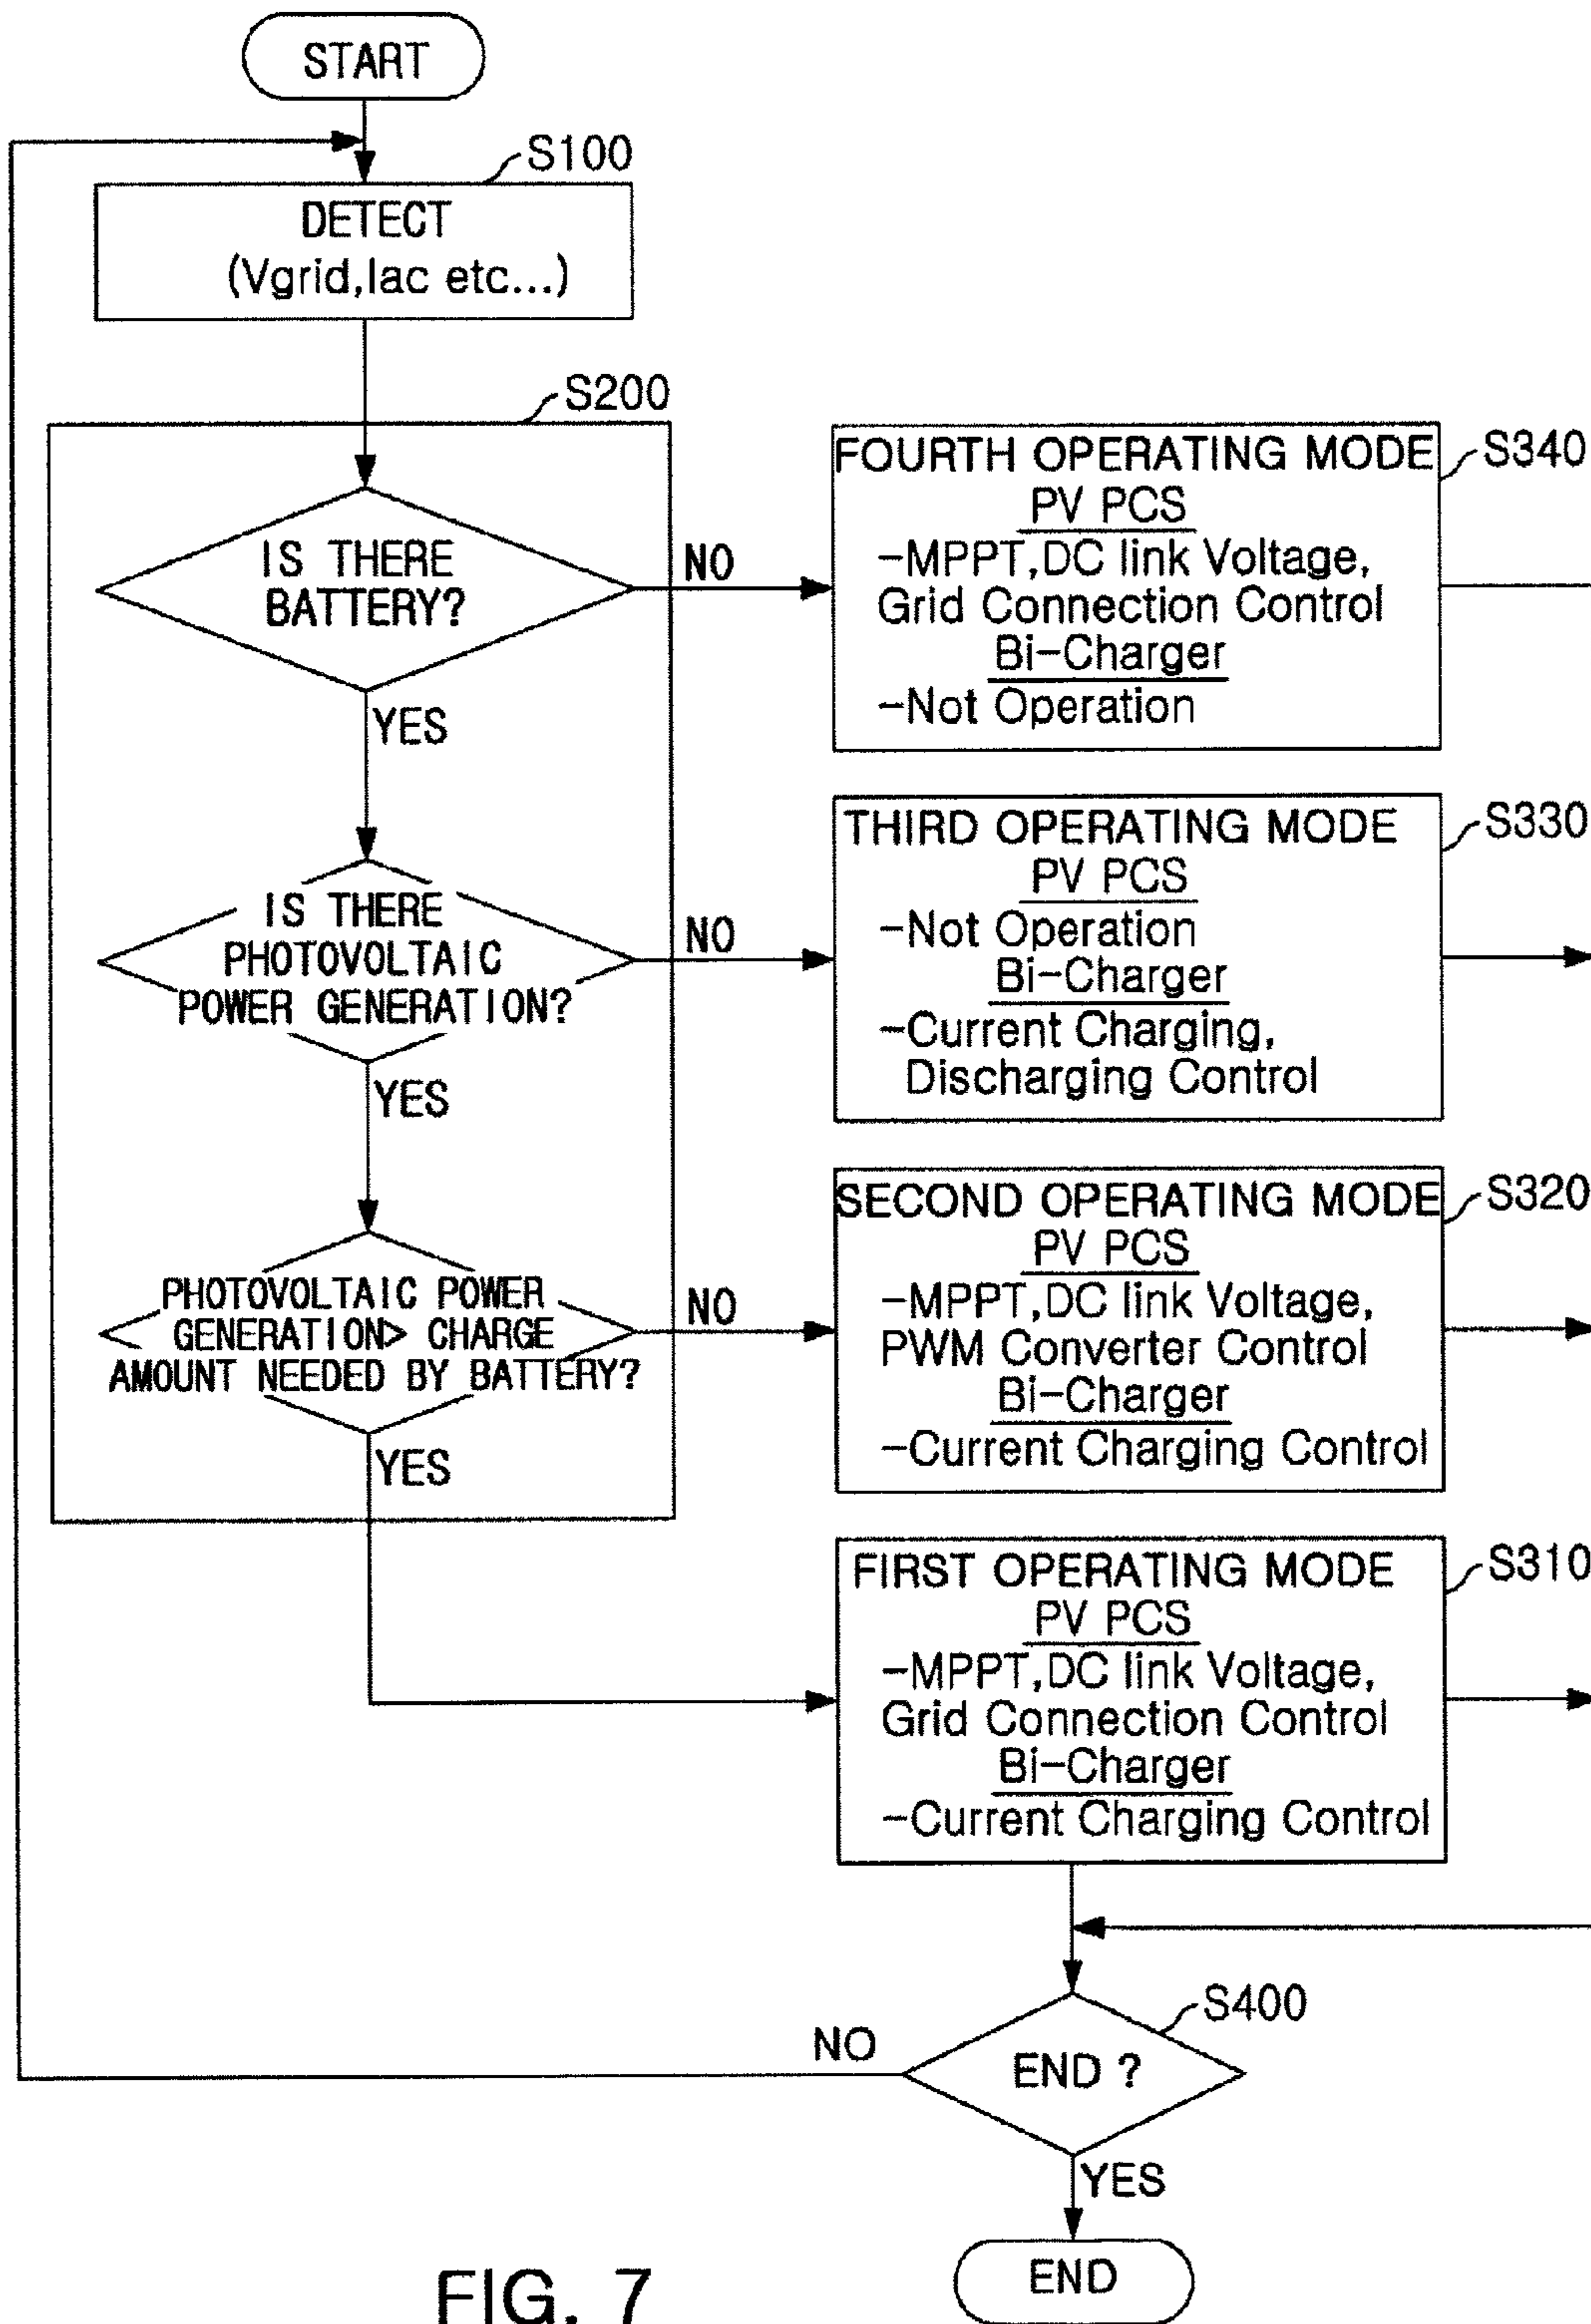 START
S100
DETECT
(Vgrid,Iac etc...)
S200
IS THERE
BATTERY?
NO
YES
FOURTH OPERATING MODE
S340
PV PCS
-MPPT,DC link Voltage,
Grid Connection Control
Bi-Charger
-Not Operation
IS THERE
PHOTOVOLTAIC
POWER GENERATION?
NO
YES
THIRD OPERATING MODE
S330
PV PCS
-Not Operation
Bi-Charger
-Current Charging,
Discharging Control
PHOTOVOLTAIC POWER
GENERATION> CHARGE
AMOUNT NEEDED BY BATTERY?
NO
YES
SECOND OPERATING MODE
S320
PV PCS
-MPPT,DC link Voltage,
PWM Converter Control
Bi-Charger
-Current Charging Control
FIRST OPERATING MODE
S310
PV PCS
-MPPT,DC link Voltage,
Grid Connection Control
Bi-Charger
-Current Charging Control
S400
END ?
NO
YES
END
FIG. 7